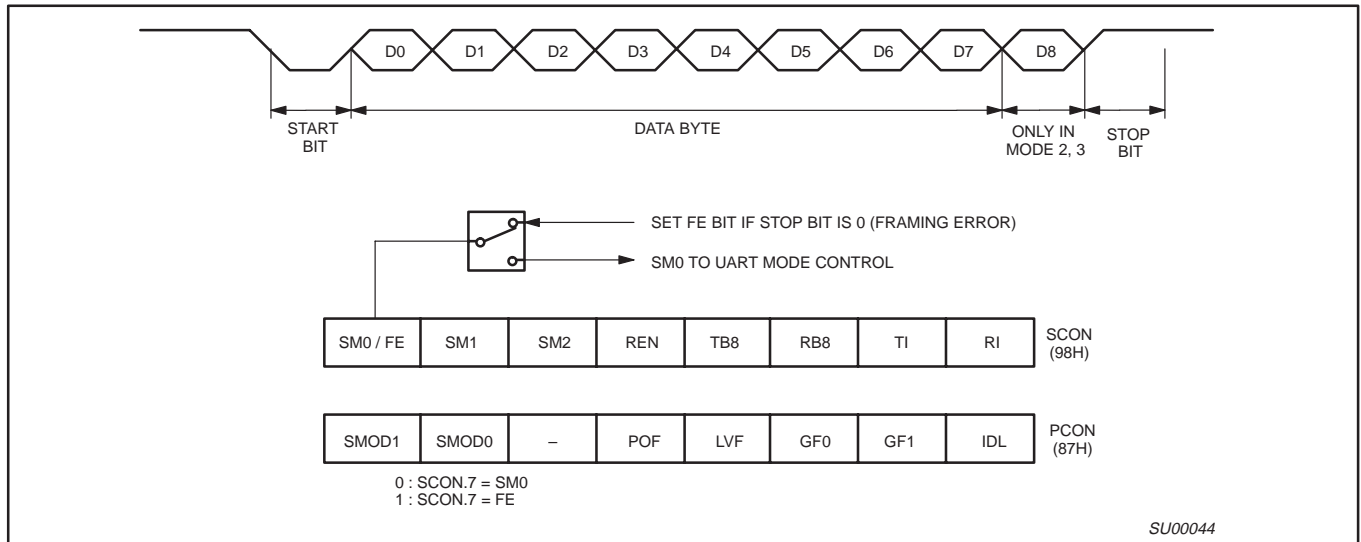 D0 D1 D2 D3 D4 D5 D6 D7 D8
START
BIT
DATA BYTE
ONLY IN
MODE 2, 3
STOP
BIT
SET FE BIT IF STOP BIT IS 0 (FRAMING ERROR)
SM0 TO UART MODE CONTROL
SM0 / FE SM1 SM2 REN TB8 RB8 TI RI
SCON
(98H)
SMOD1 SMOD0 – POF LVF GF0 GF1 IDL
PCON
(87H)
0 : SCON.7 = SM0
1 : SCON.7 = FE
SU00044